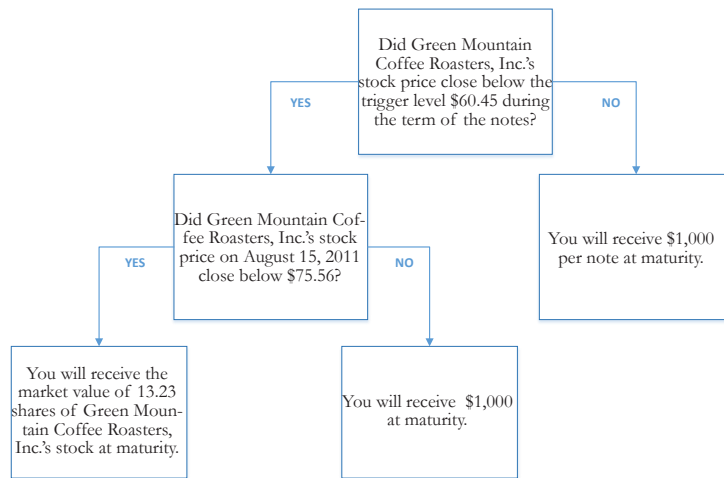 Did Green Mountain
Coffee Roasters, Inc.'s
stock price close below the
trigger level $60.45 during
the term of the notes?
YES
NO
Did Green Mountain Cof-
fee Roasters, Inc.'s stock
price on August 15, 2011
close below $75.56?
You will receive $1,000
per note at maturity.
YES
NO
You will receive the
market value of 13.23
shares of Green Moun-
tain Coffee Roasters,
Inc.'s stock at maturity.
You will receive $1,000
at maturity.